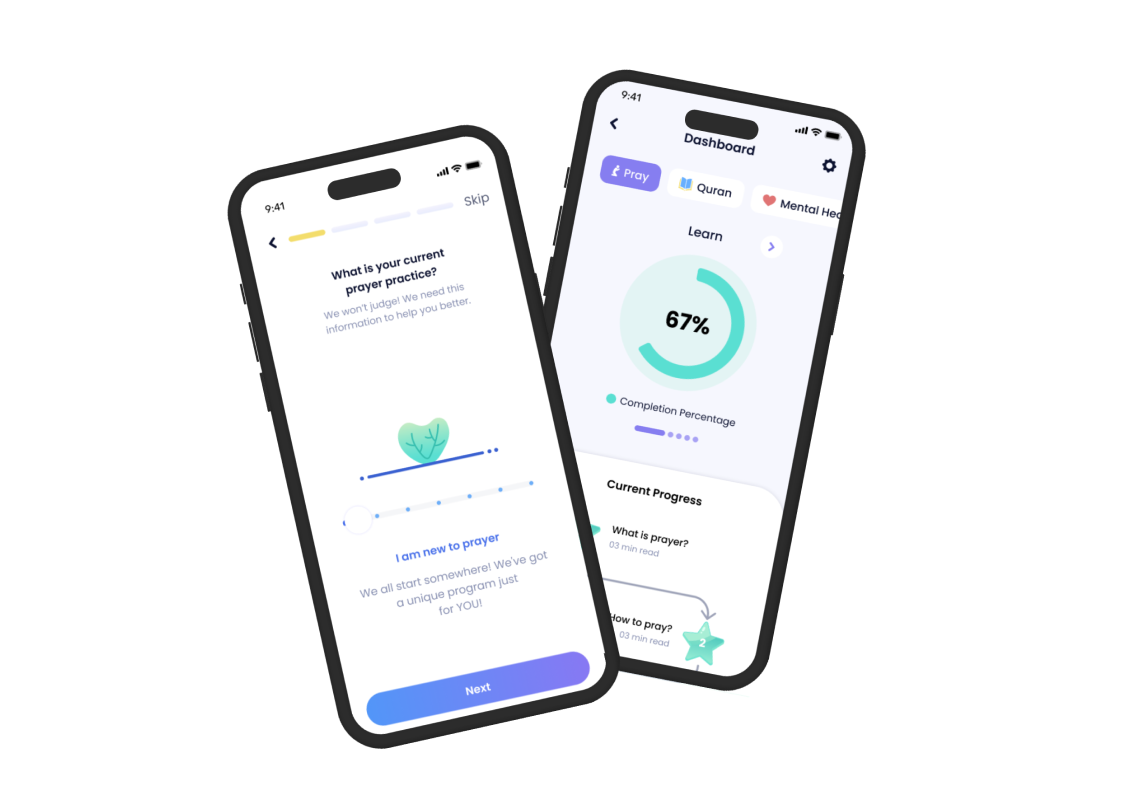 9:41
Skip
What is your current
prayer practice?
We won't judge! We need this
information to help you better.
I am new to prayer
We all start somewhere! We've got
a unique program just
for YOU!
Next
9:41
Dashboard
Pray
Quran
Mental Hea
Learn
67%
Completion Percentage
Current Progress
What is prayer?
03 min read
How to pray?
03 min read
2